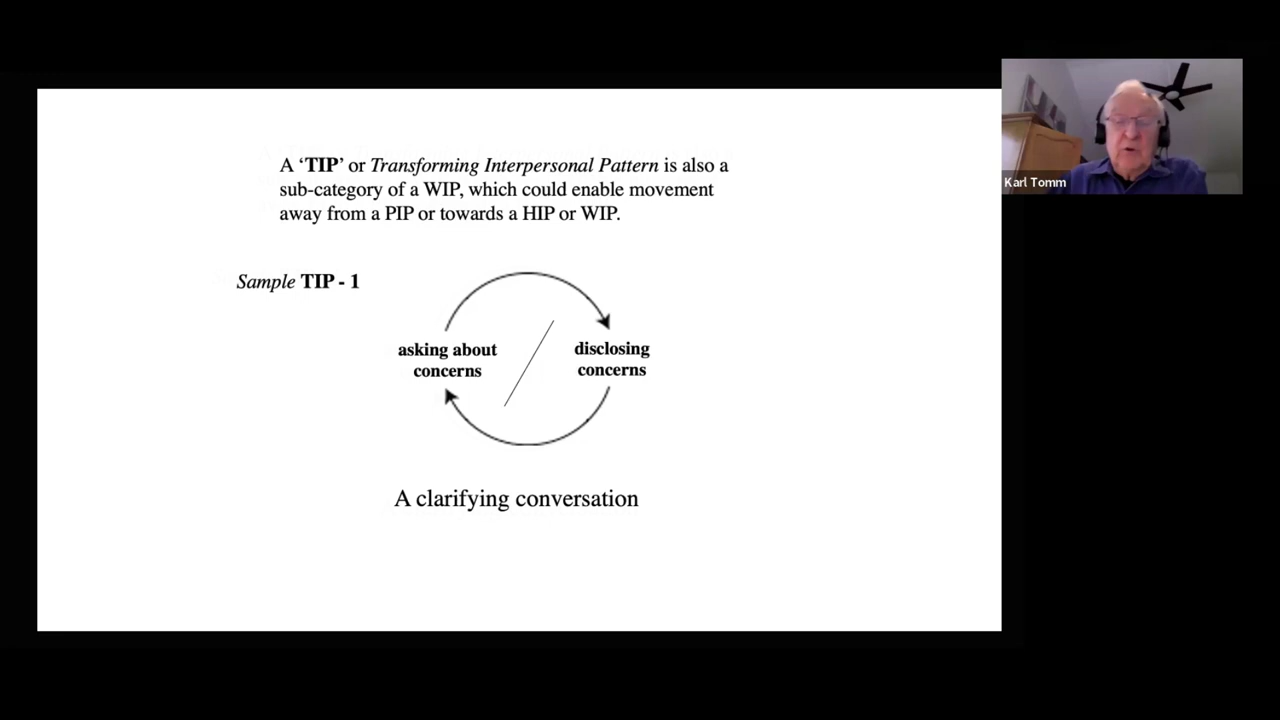 A ‘TIP’ or Transforming Interpersonal Pattern is also a
sub-category of a WIP, which could enable movement
away from a PIP or towards a HIP or WIP.
Sample TIP - 1
asking about
concerns
disclosing
concerns
A clarifying conversation
Karl Tomm